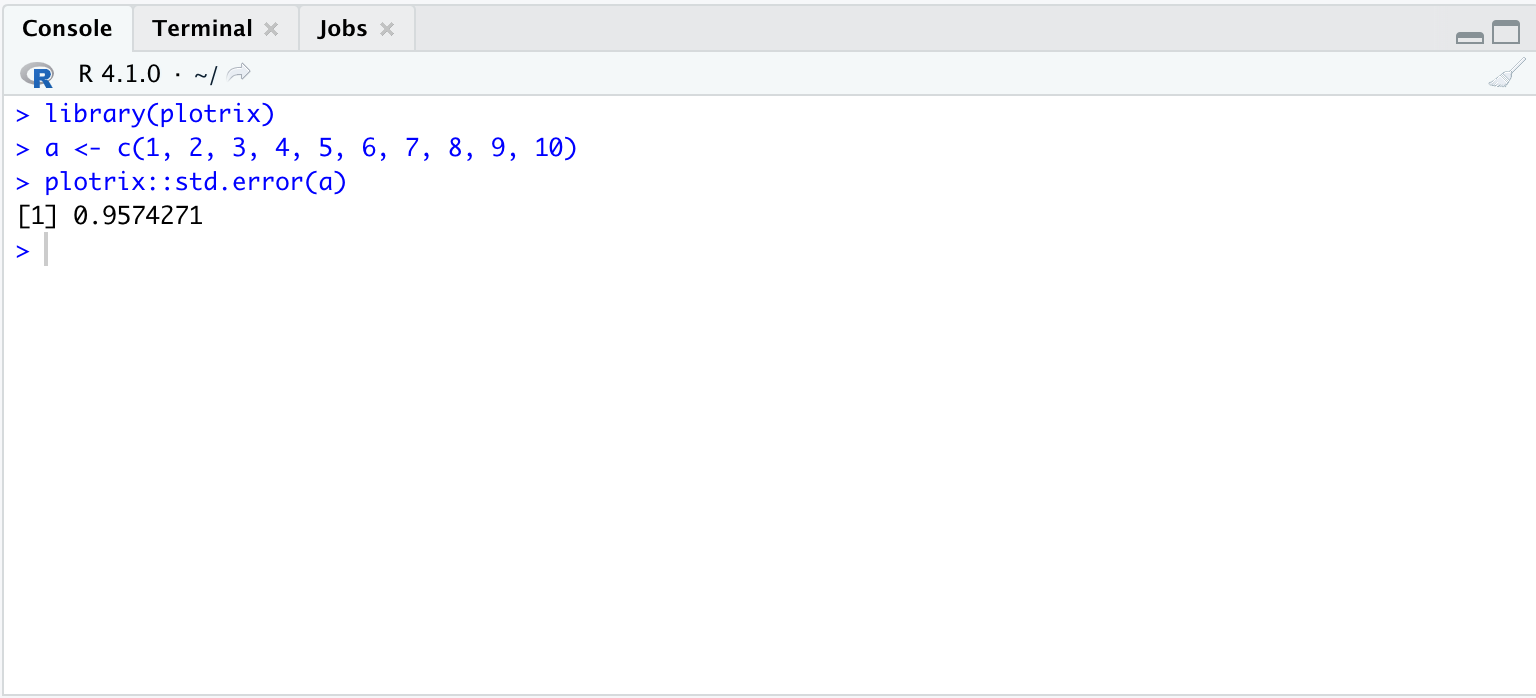 Console Terminal Jobs
R R 4.1.0 · ~/
> library(plotrix)
> a <- c(1, 2, 3, 4, 5, 6, 7, 8, 9, 10)
> plotrix::std.error(a)
[1] 0.9574271
>